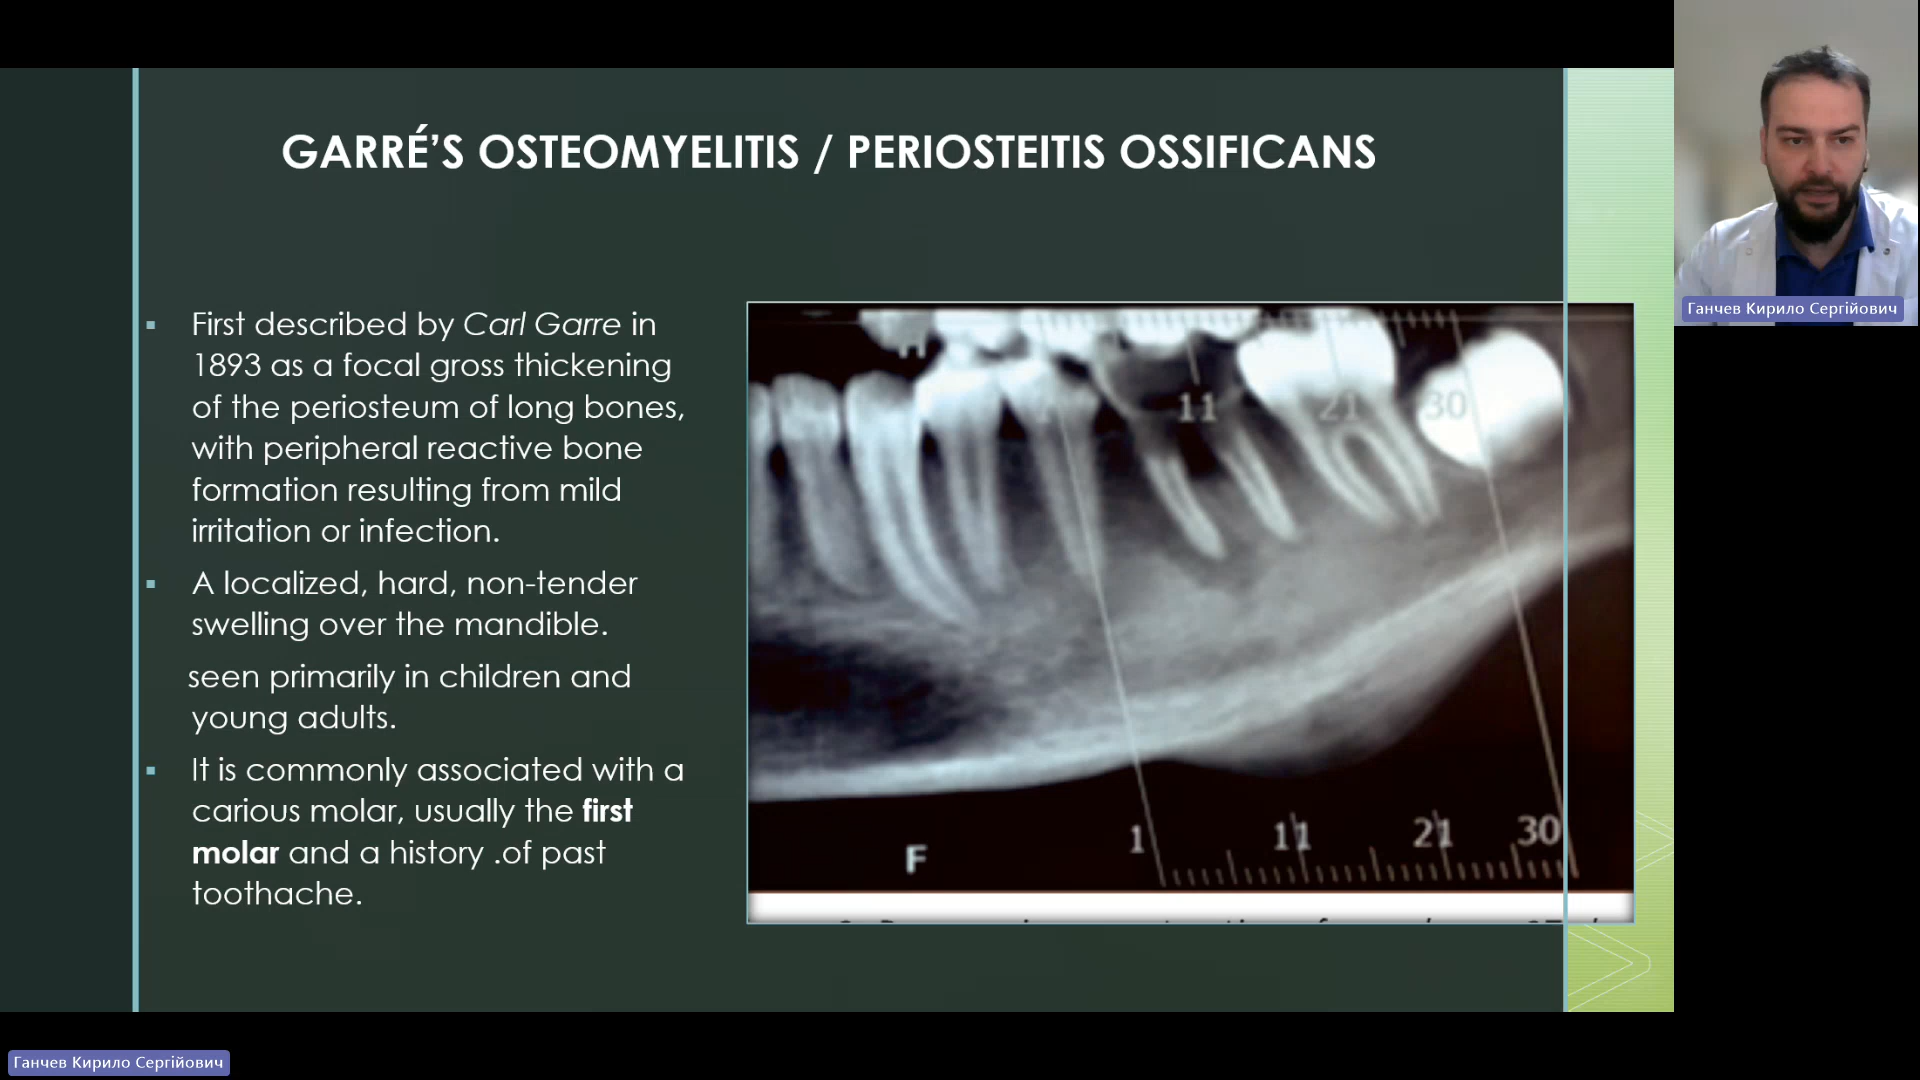 GARRÉ’S OSTEOMYELITIS / PERIOSTEITIS OSSIFICANS
▪ First described by Carl Garre in
1893 as a focal gross thickening
of the periosteum of long bones,
with peripheral reactive bone
formation resulting from mild
irritation or infection.
▪ A localized, hard, non-tender
swelling over the mandible.
seen primarily in children and
young adults.
▪ It is commonly associated with a
carious molar, usually the first
molar and a history .of past
toothache.
11 21 30
F 1 11 21 30
Ганчев Кирило Сергійович
Ганчев Кирило Сергійович